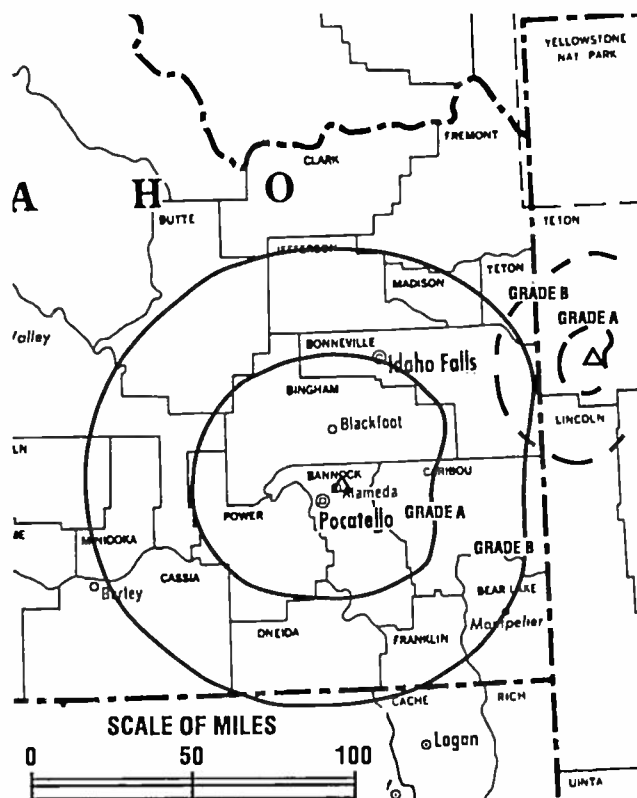 YELLOWSTONE
NAT PARK
FREMONT
CLARK
A H O
BUTTE
TETON
JEFFERSON
TETON
MADISON
GRADE B
GRADE A
Valley
BONNEVILLE
Idaho Falls
BINGHAM
LINCOLN
Blackfoot
LN
BANNOCK
CARIBOU
Alameda
POWER
Pocatello
GRADE A
MINIDOKA
GRADE B
CASSIA
Burley
BEAR LAKE
Montpelier
ONEIDA
FRANKLIN
CACHE
RICH
SCALE OF MILES
Logan
0 50 100
UINTA